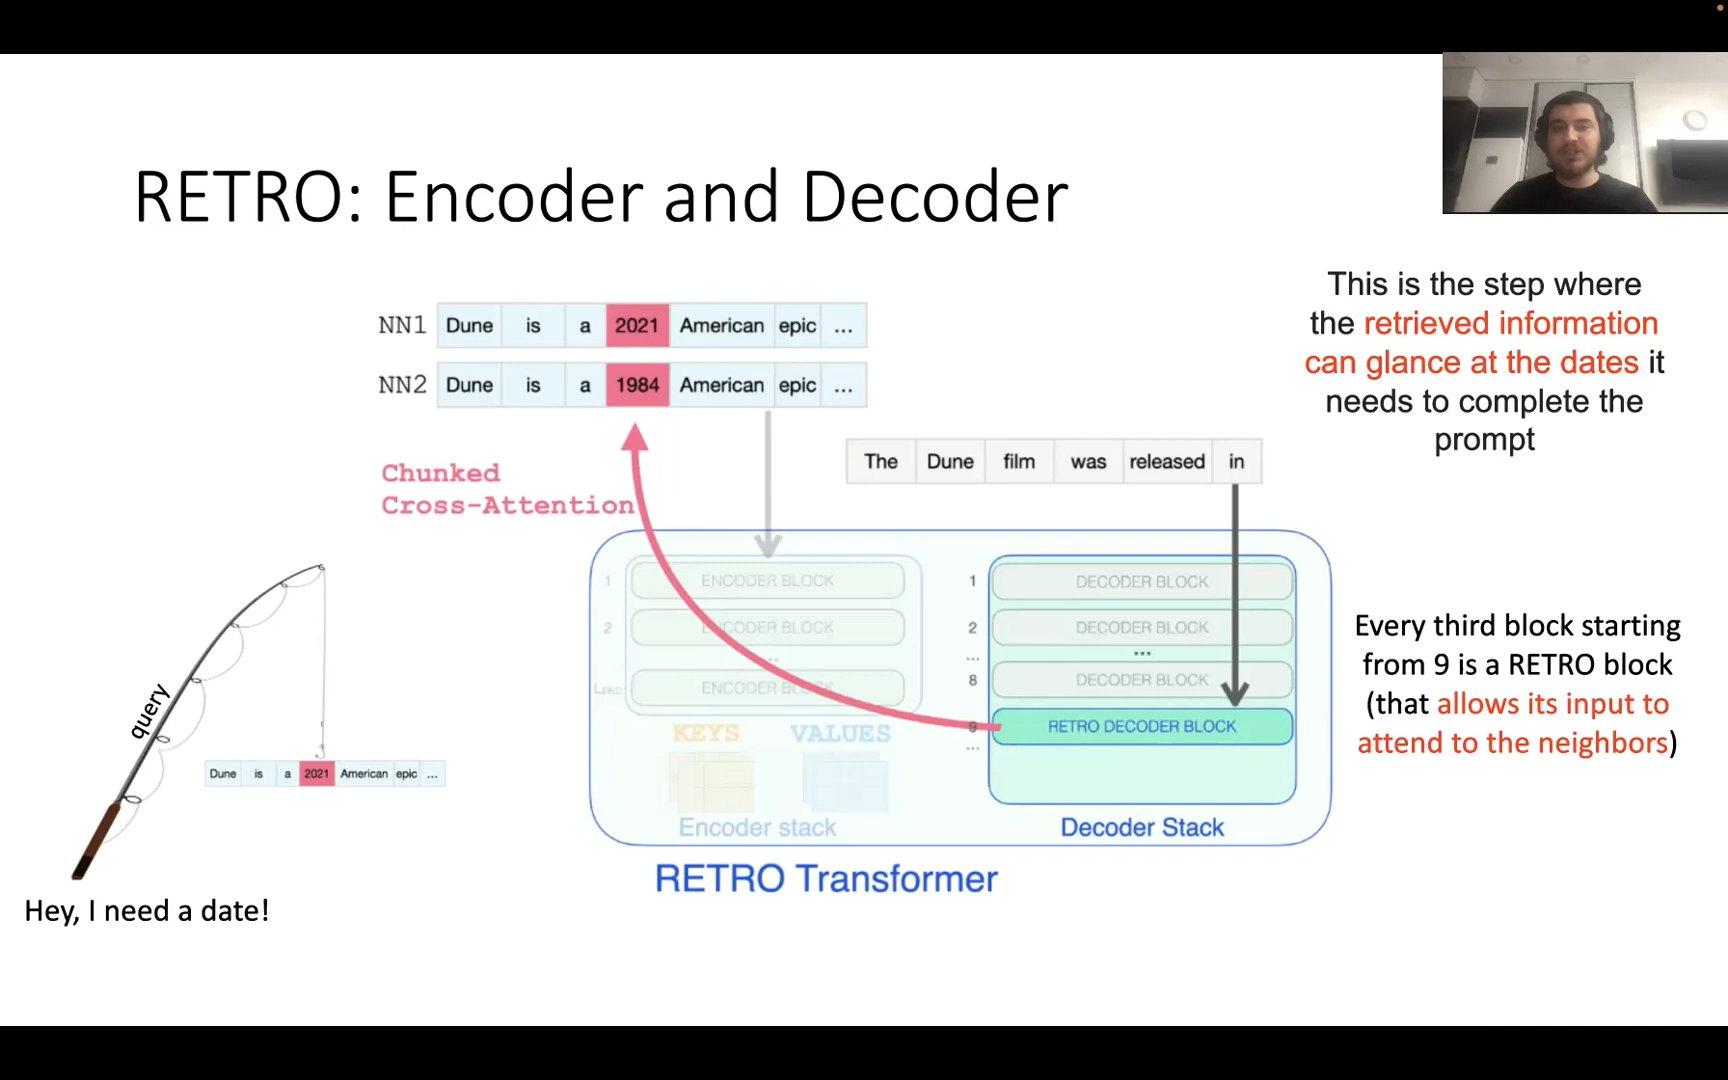 RETRO: Encoder and Decoder
This is the step where
the retrieved information
can glance at the dates it
needs to complete the
prompt
NN1 Dune is a 2021 American epic ...
NN2 Dune is a 1984 American epic ...
Chunked
Cross-Attention
The Dune film was released in
1 ENCODER BLOCK
2 ENCODER BLOCK
...
LENC ENCODER BLOCK
KEYS VALUES
Encoder stack
1 DECODER BLOCK
2 DECODER BLOCK
... ...
8 DECODER BLOCK
9 RETRO DECODER BLOCK
...
Decoder Stack
RETRO Transformer
Every third block starting
from 9 is a RETRO block
(that allows its input to
attend to the neighbors)
query
Dune is a 2021 American epic ...
Hey, I need a date!